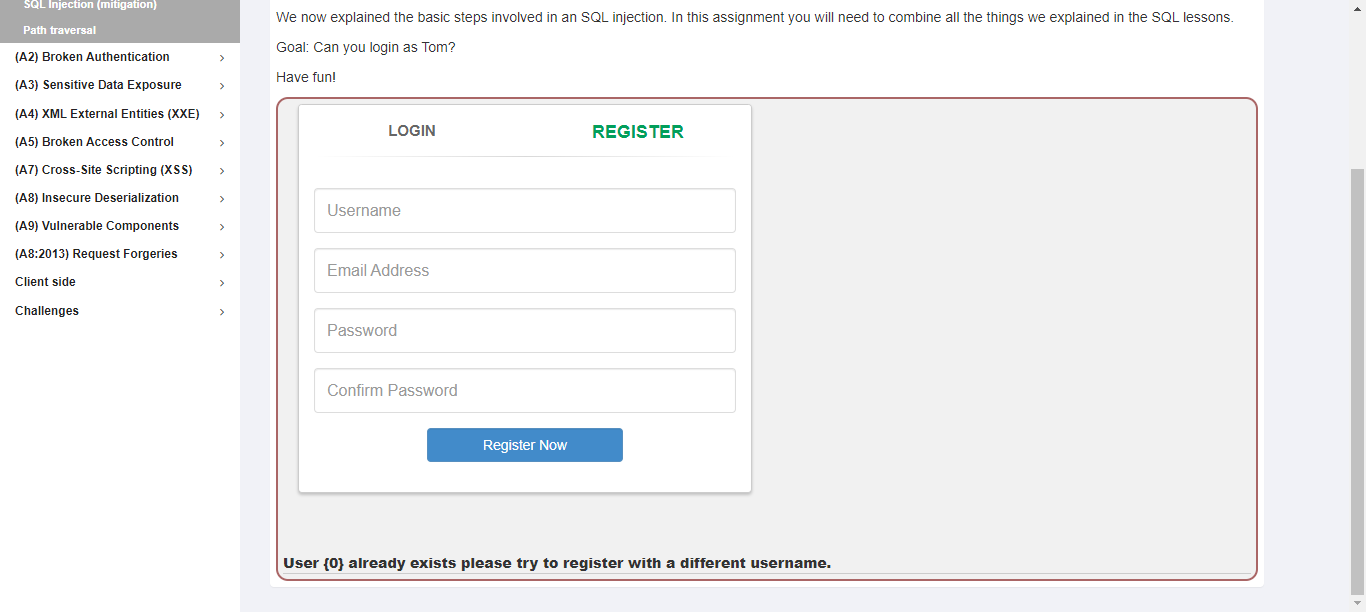 SQL Injection (mitigation)
Path traversal
(A2) Broken Authentication
(A3) Sensitive Data Exposure
(A4) XML External Entities (XXE)
(A5) Broken Access Control
(A7) Cross-Site Scripting (XSS)
(A8) Insecure Deserialization
(A9) Vulnerable Components
(A8:2013) Request Forgeries
Client side
Challenges
We now explained the basic steps involved in an SQL injection. In this assignment you will need to combine all the things we explained in the SQL lessons.
Goal: Can you login as Tom?
Have fun!
LOGIN
REGISTER
Username
Email Address
Password
Confirm Password
Register Now
User {0} already exists please try to register with a different username.